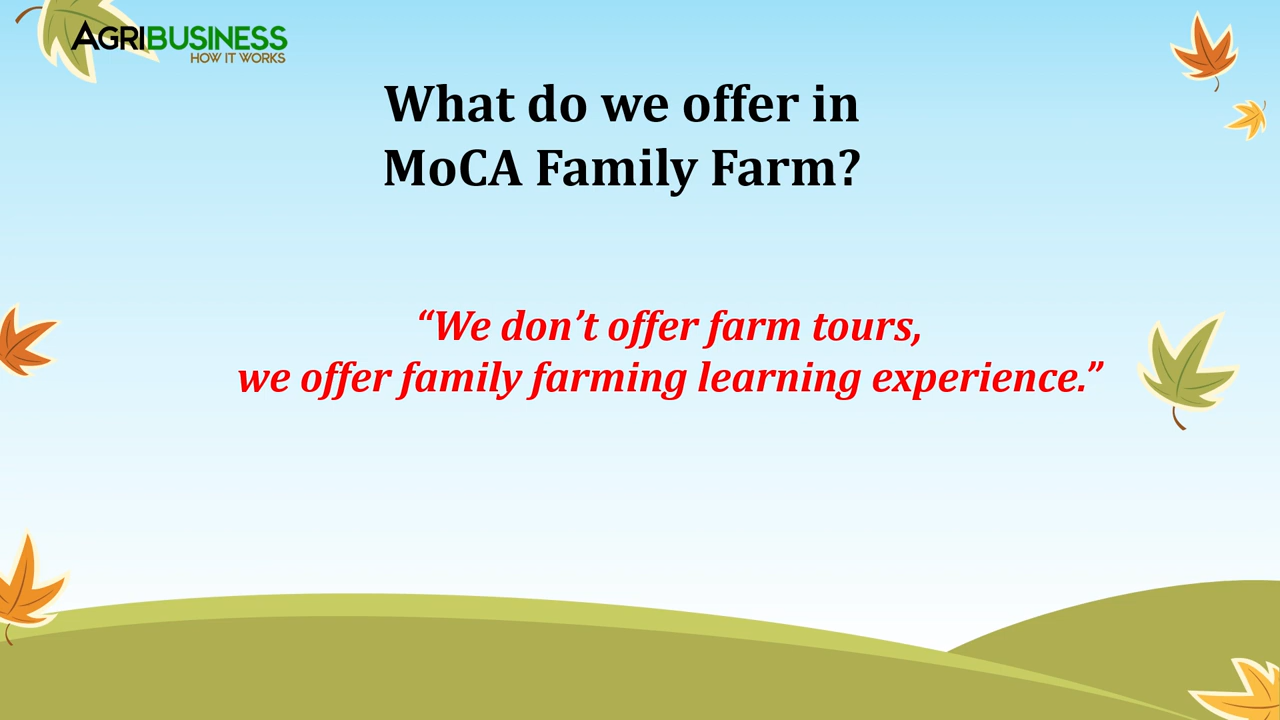 AGRIBUSINESS
HOW IT WORKS
What do we offer in
MoCA Family Farm?
“We don’t offer farm tours,
we offer family farming learning experience.”